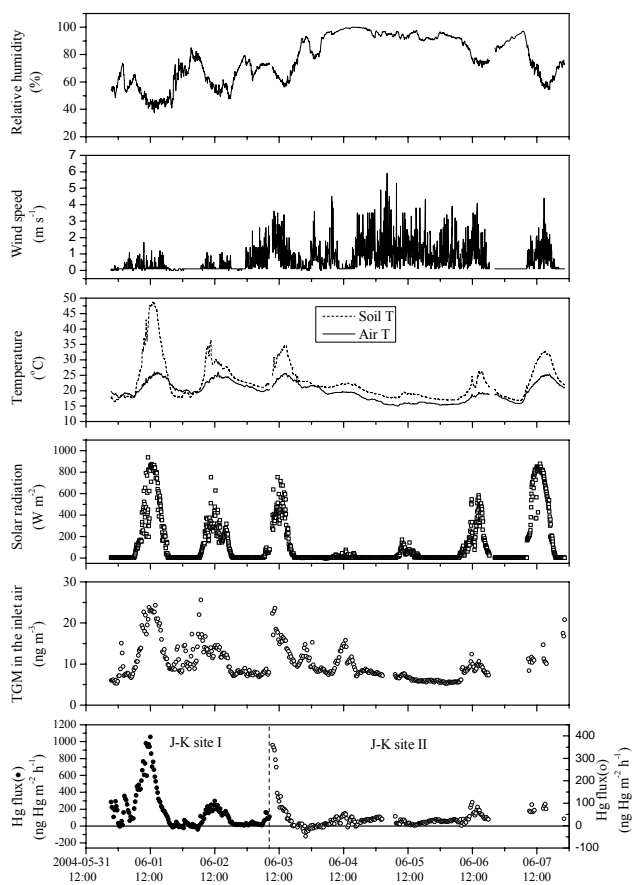 Relative humidity
(%)
100
80
60
40
20
Wind speed
(m s-1)
7
6
5
4
3
2
1
0
Temperature
(°C)
50
45
40
35
30
25
20
15
10
Soil T
Air T
Solar radiation
(W m-2)
1000
800
600
400
200
0
TGM in the inlet air
(ng m-3)
30
20
10
0
Hg flux(●)
(ng Hg m-2 h-1)
1200
1000
800
600
400
200
0
-200
J-K site I
J-K site II
400
300
200
100
0
-100
Hg flux(o)
(ng Hg m-2 h-1)
2004-05-31 06-01 06-02 06-03 06-04 06-05 06-06 06-07
12:00 12:00 12:00 12:00 12:00 12:00 12:00 12:00